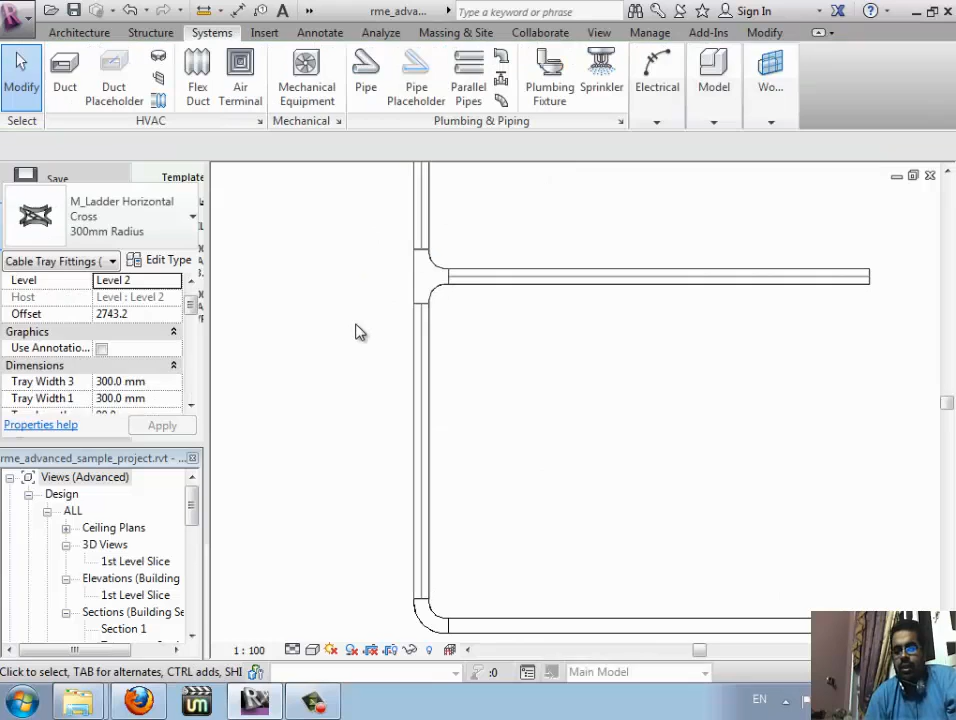 rme_adva...
Type a keyword or phrase
Sign In
Architecture Structure Systems Insert Annotate Analyze Massing & Site Collaborate View Manage Add-Ins Modify
Modify
Duct
Duct Placeholder
Flex Duct
Air Terminal
Mechanical Equipment
Pipe
Pipe Placeholder
Parallel Pipes
Plumbing Fixture
Sprinkler
Electrical
Model
Wo...
Select HVAC Mechanical Plumbing & Piping
Save Template
M_Ladder Horizontal
Cross
300mm Radius
Cable Tray Fittings ( Edit Type
Level Level 2
Host Level : Level 2
Offset 2743.2
Graphics
Use Annotatio...
Dimensions
Tray Width 3 300.0 mm
Tray Width 1 300.0 mm
Properties help Apply
rme_advanced_sample_project.rvt - ...
Views (Advanced)
Design
ALL
Ceiling Plans
3D Views
1st Level Slice
Elevations (Building
1st Level Slice
Sections (Building Se
Section 1
1 : 100
Click to select, TAB for alternates, CTRL adds, SHI
:0
Main Model
um
EN